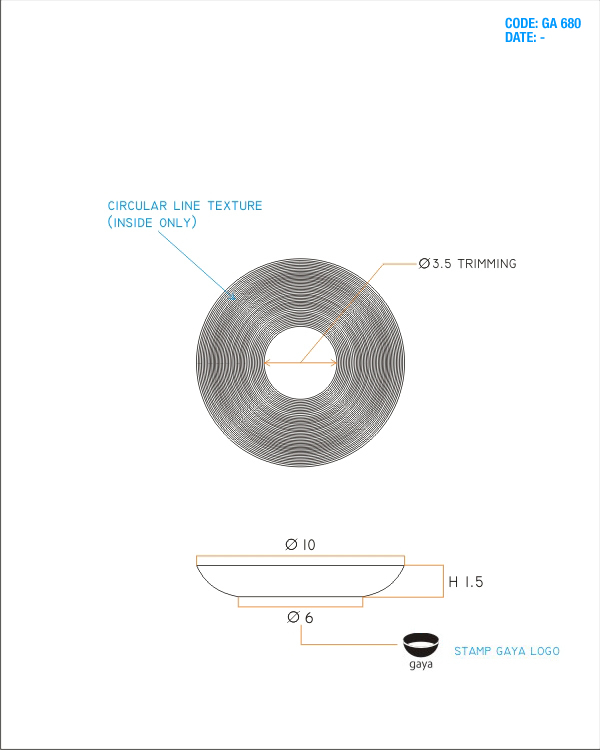 CODE: GA 680
DATE: -
CIRCULAR LINE TEXTURE
(INSIDE ONLY)
Ø3.5 TRIMMING
Ø 10
H 1.5
Ø 6
gaya
STAMP GAYA LOGO